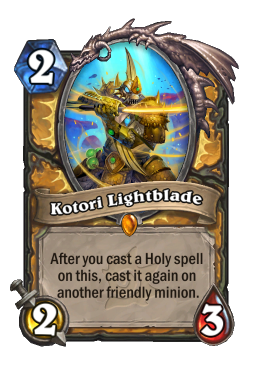 2
Kotori Lightblade
After you cast a Holy spell
on this, cast it again on
another friendly minion.
2
3